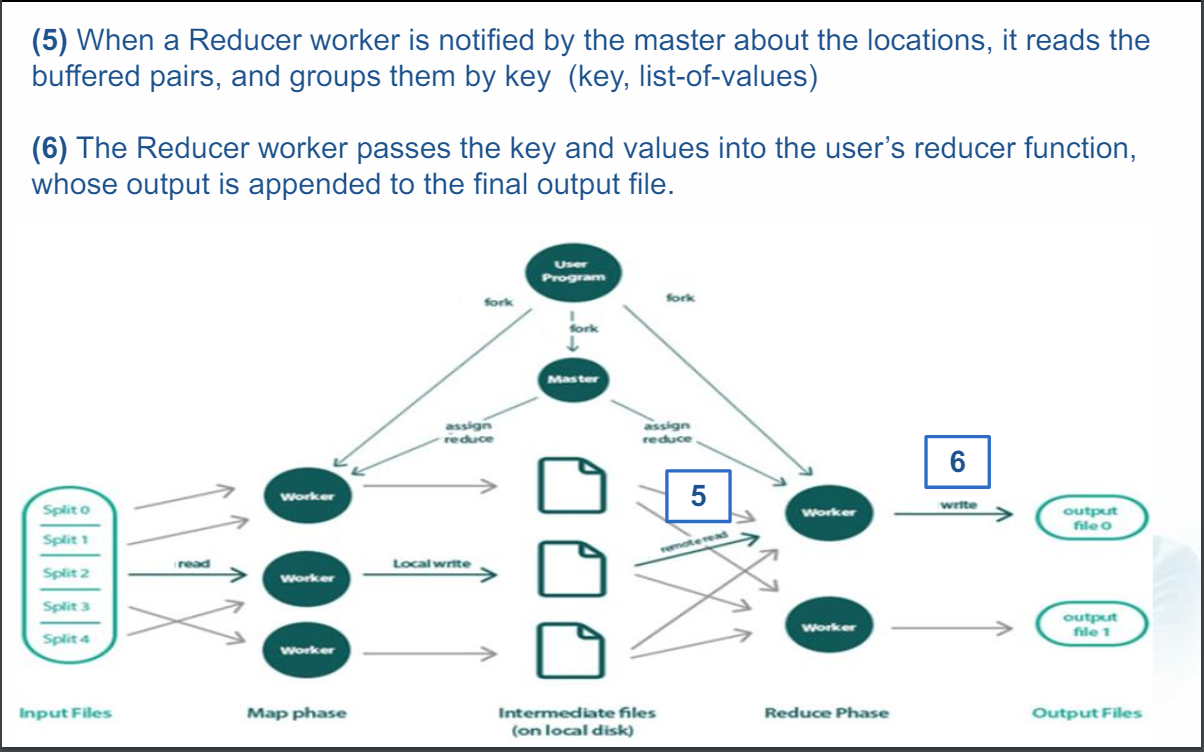 (5) When a Reducer worker is notified by the master about the locations, it reads the
buffered pairs, and groups them by key  (key, list-of-values)
(6) The Reducer worker passes the key and values into the user's reducer function,
whose output is appended to the final output file.
User
Program
fork
fork
fork
Master
assign
reduce
assign
reduce
6
5
Split 0
Split 1
Split 2
Split 3
Split 4
read
Worker
Worker
Worker
Local write
remote read
Worker
Worker
write
output
file 0
output
file 1
Input Files
Map phase
Intermediate files
(on local disk)
Reduce Phase
Output Files